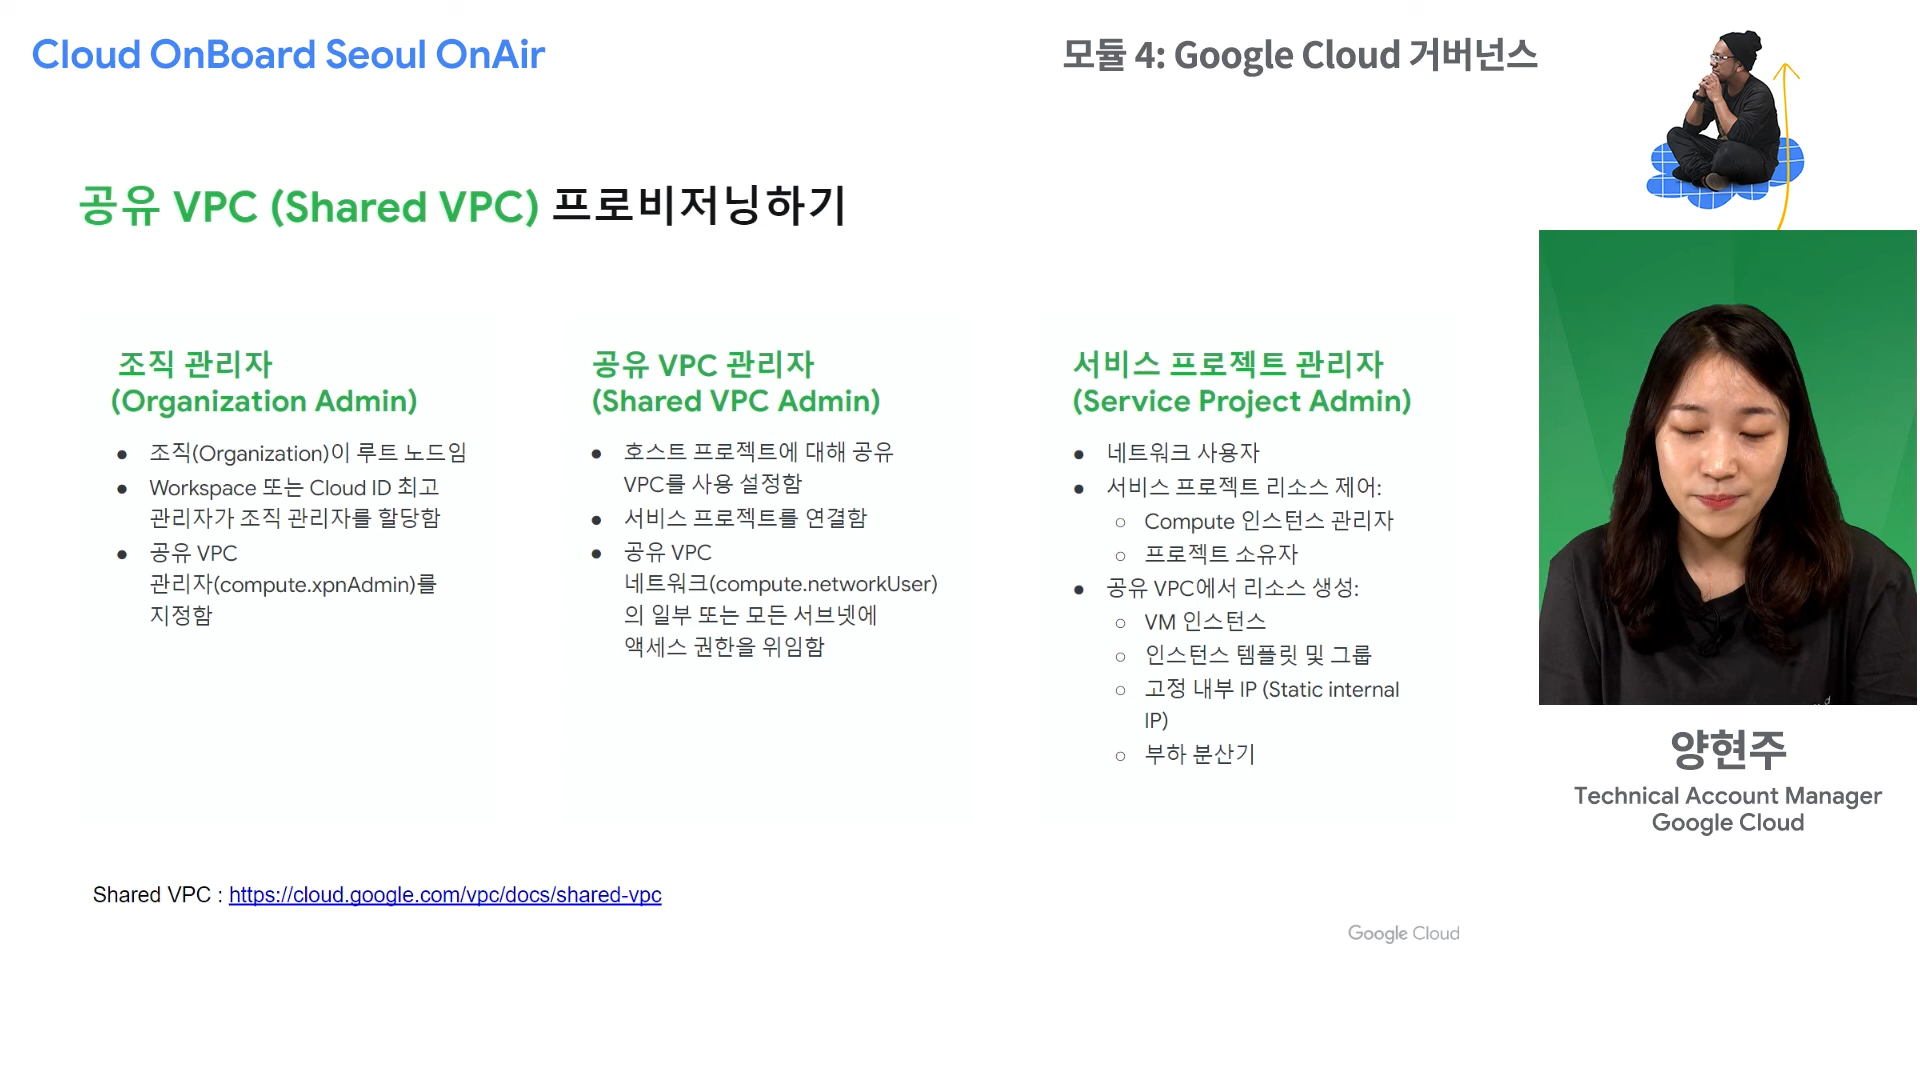 Cloud OnBoard Seoul OnAir
모듈 4: Google Cloud 거버넌스
공유 VPC (Shared VPC) 프로비저닝하기
조직 관리자
(Organization Admin)
● 조직(Organization)이 루트 노드임
● Workspace 또는 Cloud ID 최고
관리자가 조직 관리자를 할당함
● 공유 VPC
관리자(compute.xpnAdmin)를
지정함
공유 VPC 관리자
(Shared VPC Admin)
● 호스트 프로젝트에 대해 공유
VPC를 사용 설정함
● 서비스 프로젝트를 연결함
● 공유 VPC
네트워크(compute.networkUser)
의 일부 또는 모든 서브넷에
액세스 권한을 위임함
서비스 프로젝트 관리자
(Service Project Admin)
● 네트워크 사용자
● 서비스 프로젝트 리소스 제어:
○ Compute 인스턴스 관리자
○ 프로젝트 소유자
● 공유 VPC에서 리소스 생성:
○ VM 인스턴스
○ 인스턴스 템플릿 및 그룹
○ 고정 내부 IP (Static internal
IP)
○ 부하 분산기
양현주
Technical Account Manager
Google Cloud
Shared VPC : https://cloud.google.com/vpc/docs/shared-vpc
Google Cloud